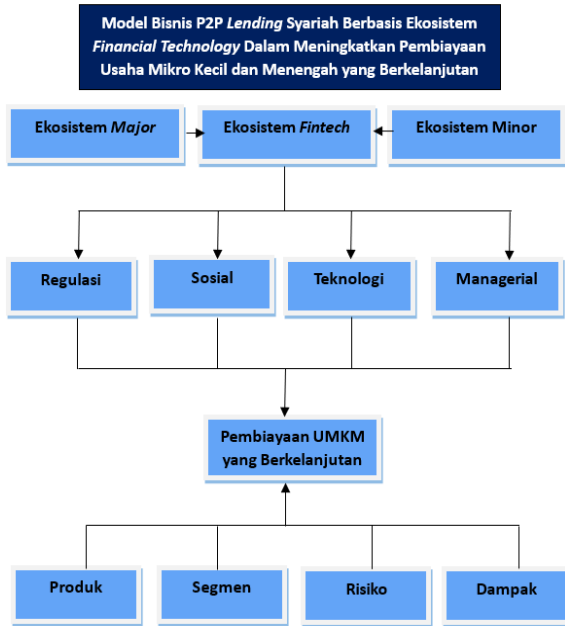 Model Bisnis P2P Lending Syariah Berbasis Ekosistem
Financial Technology Dalam Meningkatkan Pembiayaan
Usaha Mikro Kecil dan Menengah yang Berkelanjutan
Ekosistem Major
Ekosistem Fintech
Ekosistem Minor
Regulasi
Sosial
Teknologi
Managerial
Pembiayaan UMKM
yang Berkelanjutan
Produk
Segmen
Risiko
Dampak